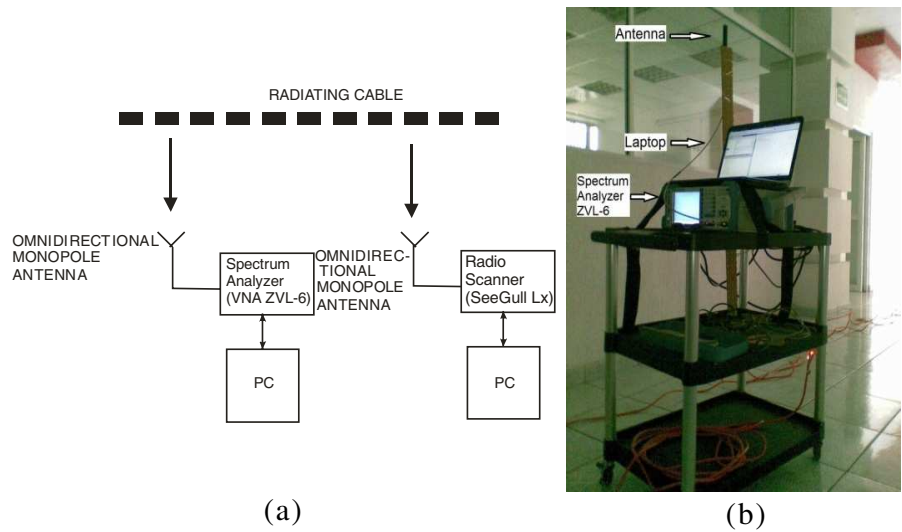 RADIATING CABLE
OMNIDIRECTIONAL
MONOPOLE
ANTENNA
Spectrum
Analyzer
(VNA ZVL-6)
PC
OMNIDIREC-
TIONAL
MONOPOLE
ANTENNA
Radio
Scanner
(SeeGull Lx)
PC
(a)
Antenna
Laptop
Spectrum
Analyzer
ZVL-6
(b)